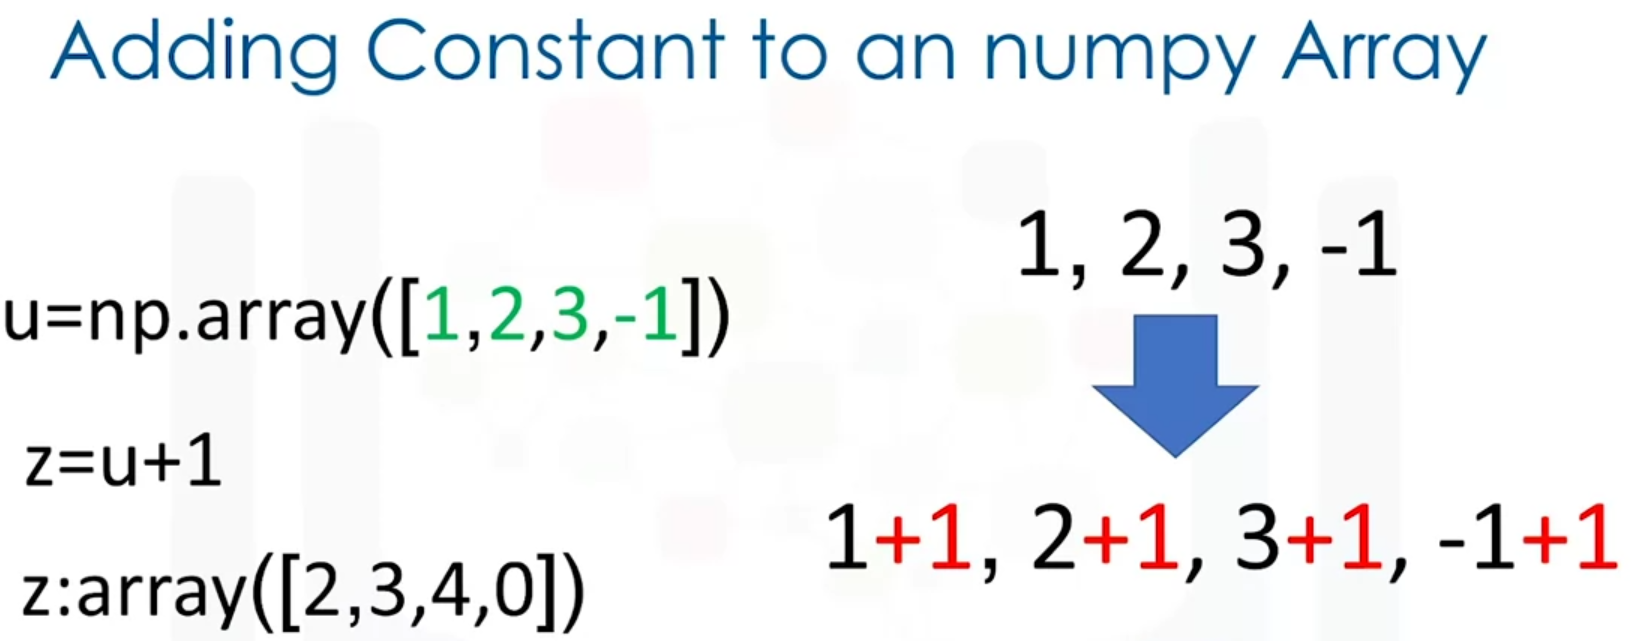 Adding Constant to an numpy Array
u=np.array([1,2,3,-1])
z=u+1
z:array([2,3,4,0])
1, 2, 3, -1
1+1, 2+1, 3+1, -1+1